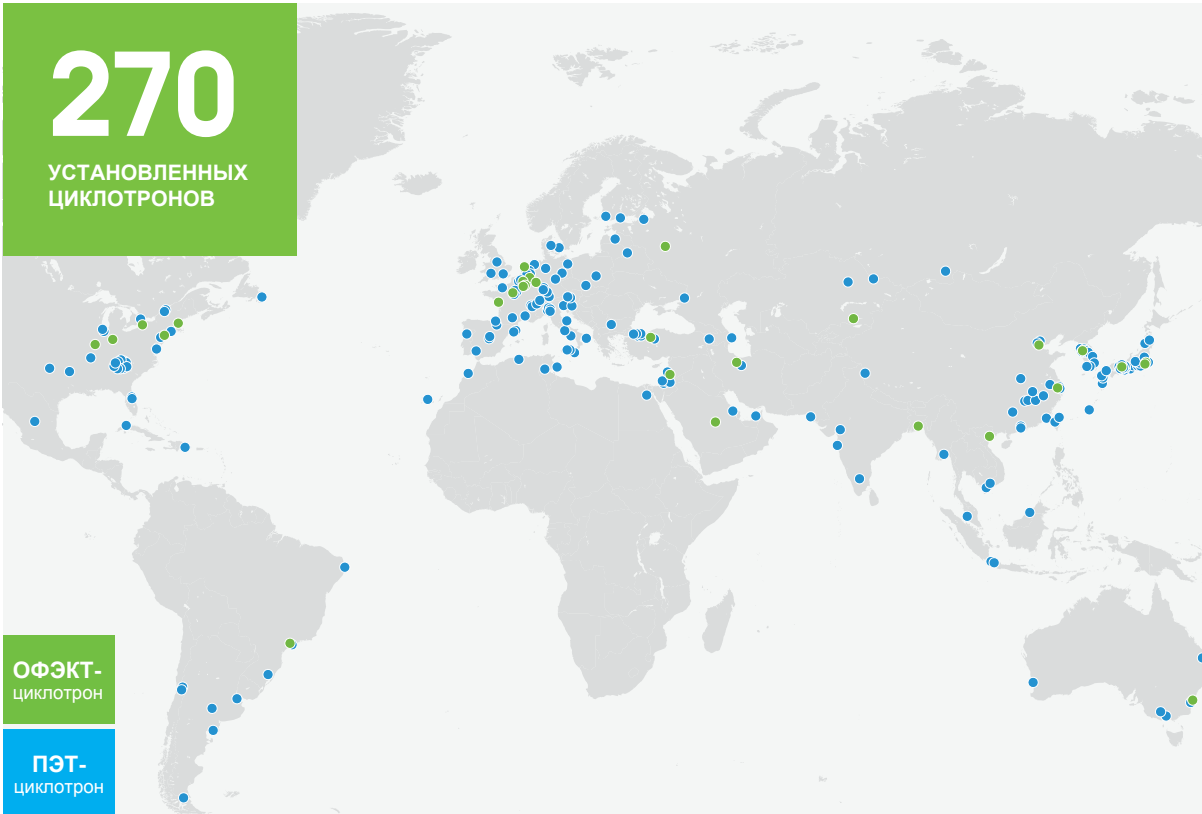 270
УСТАНОВЛЕННЫХ
ЦИКЛОТРОНОВ
ОФЭКТ-
циклотрон
ПЭТ-
циклотрон